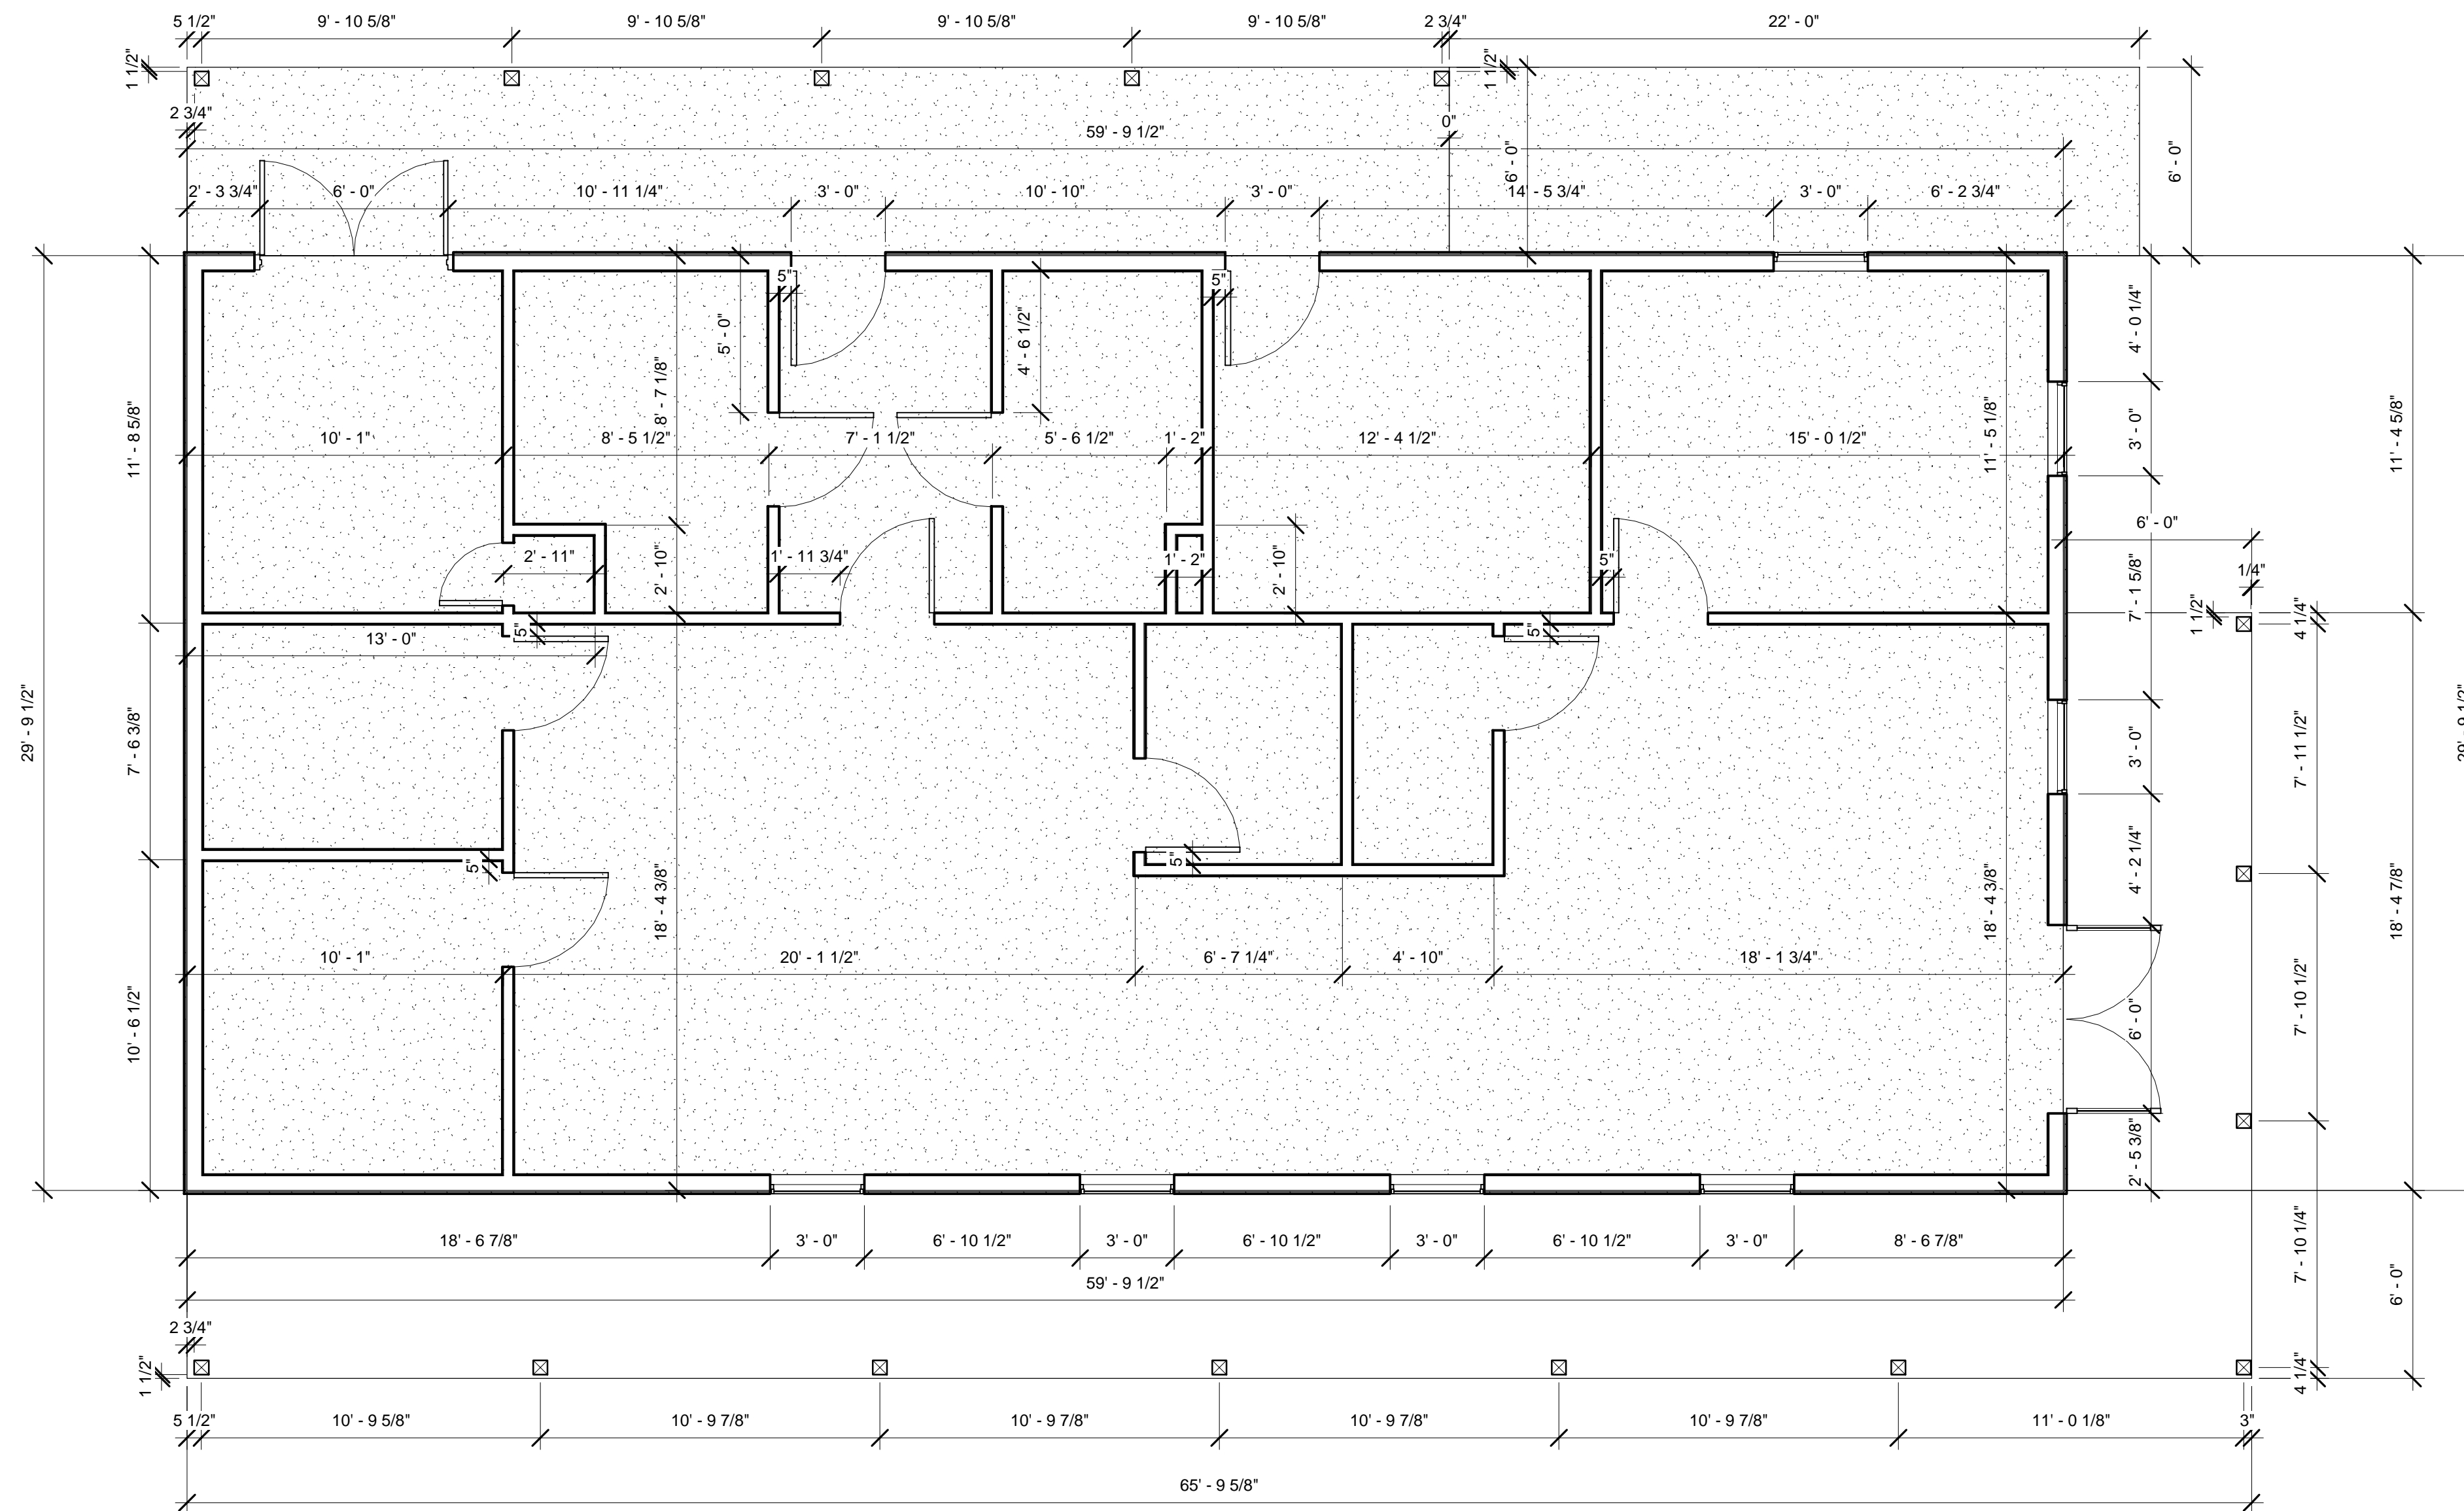 5 1/2" 9' - 10 5/8" 9' - 10 5/8" 9' - 10 5/8" 9' - 10 5/8" 2 3/4" 22' - 0"
1 1/2" 1 1/2"
2 3/4"
59' - 9 1/2" 0"
6' - 0" 6' - 0"
2' - 3 3/4" 6' - 0" 10' - 11 1/4" 3' - 0" 10' - 10" 3' - 0" 14' - 5 3/4" 3' - 0" 6' - 2 3/4"
5" 5"
5' - 0" 4' - 6 1/2" 4' - 0 1/4"
8' - 7 1/8"
11' - 8 5/8" 11' - 5 1/8" 3' - 0" 11' - 4 5/8"
10' - 1" 8' - 5 1/2" 7' - 1 1/2" 5' - 6 1/2" 1' - 2" 12' - 4 1/2" 15' - 0 1/2"
6' - 0"
2' - 11" 2' - 10" 1' - 11 3/4" 1' - 2" 2' - 10" 5" 7' - 1 5/8" 1/4"
1 1/2" 4 1/4"
5" 5"
13' - 0"
29' - 9 1/2" 7' - 6 3/8" 3' - 0" 7' - 11 1/2" 29' - 9 1/2"
5" 5"
18' - 4 3/8" 18' - 4 3/8" 4' - 2 1/4" 18' - 4 7/8"
10' - 1" 20' - 1 1/2" 6' - 7 1/4" 4' - 10" 18' - 1 3/4"
10' - 6 1/2" 6' - 0" 7' - 10 1/2"
2' - 5 3/8"
18' - 6 7/8" 3' - 0" 6' - 10 1/2" 3' - 0" 6' - 10 1/2" 3' - 0" 6' - 10 1/2" 3' - 0" 8' - 6 7/8" 7' - 10 1/4"
59' - 9 1/2" 6' - 0"
2 3/4"
1 1/2" 4 1/4"
5 1/2" 10' - 9 5/8" 10' - 9 7/8" 10' - 9 7/8" 10' - 9 7/8" 10' - 9 7/8" 11' - 0 1/8" 3"
65' - 9 5/8"